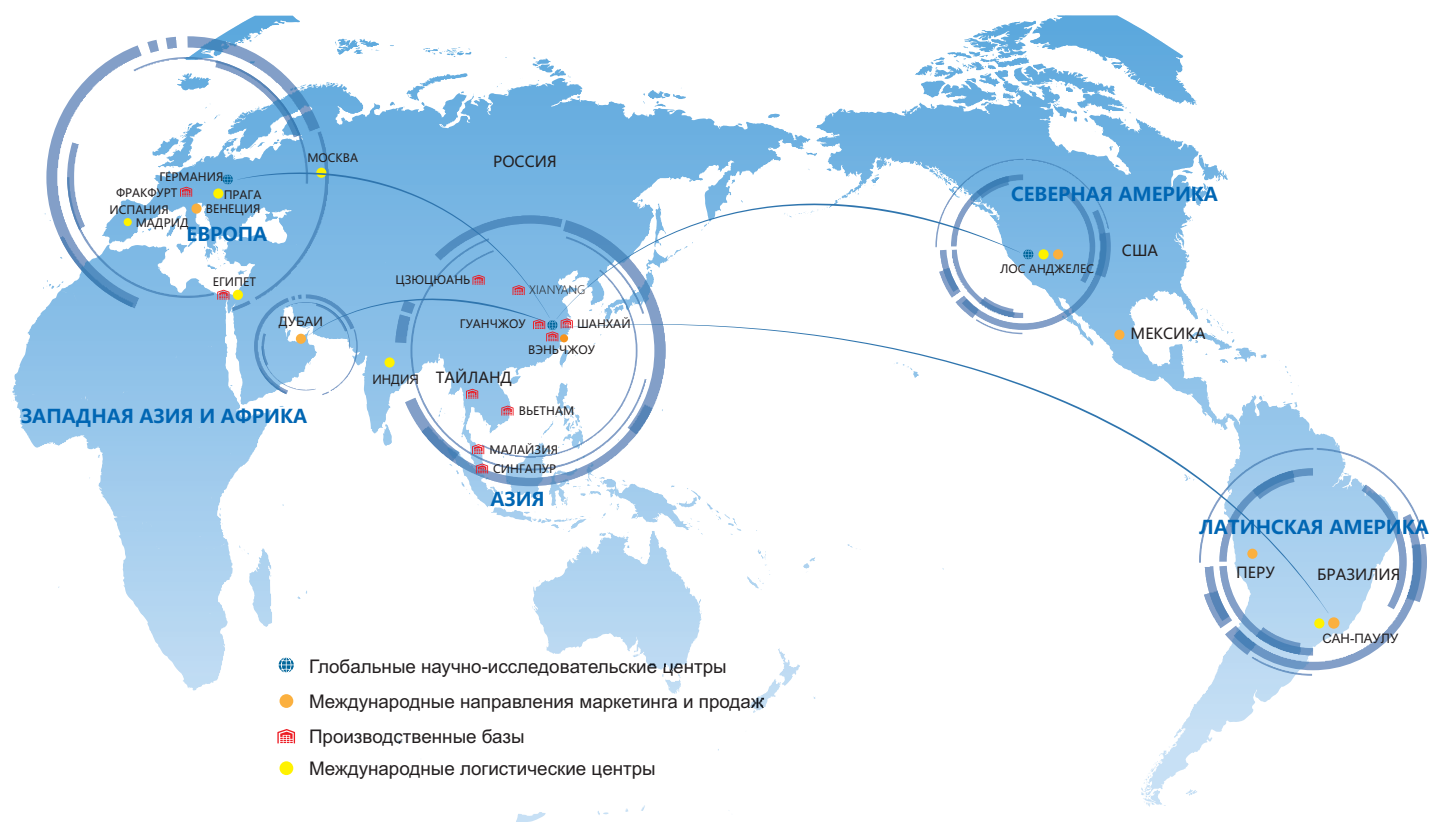 МОСКВА
РОССИЯ
ГЕРМАНИЯ
ФРАКФУРТ
ПРАГА
ИСПАНИЯ
ВЕНЕЦИЯ
МАДРИД
ЕВРОПА
ЕГИПЕТ
ДУБАИ
ЗАПАДНАЯ АЗИЯ И АФРИКА
ЦЗЮЦЮАНЬ
XIANYANG
ГУАНЧЖОУ
ШАНХАЙ
ВЭНЬЧЖОУ
ИНДИЯ
ТАЙЛАНД
ВЬЕТНАМ
МАЛАЙЗИЯ
СИНГАПУР
АЗИЯ
СЕВЕРНАЯ АМЕРИКА
США
ЛОС АНДЖЕЛЕС
МЕКСИКА
ЛАТИНСКАЯ АМЕРИКА
ПЕРУ
БРАЗИЛИЯ
САН-ПАУЛУ
Глобальные научно-исследовательские центры
Международные направления маркетинга и продаж
Производственные базы
Международные логистические центры